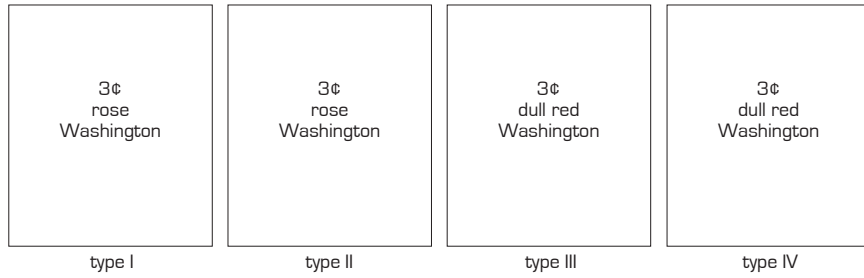 3¢
rose
Washington
type I
3¢
rose
Washington
type II
3¢
dull red
Washington
type III
3¢
dull red
Washington
type IV